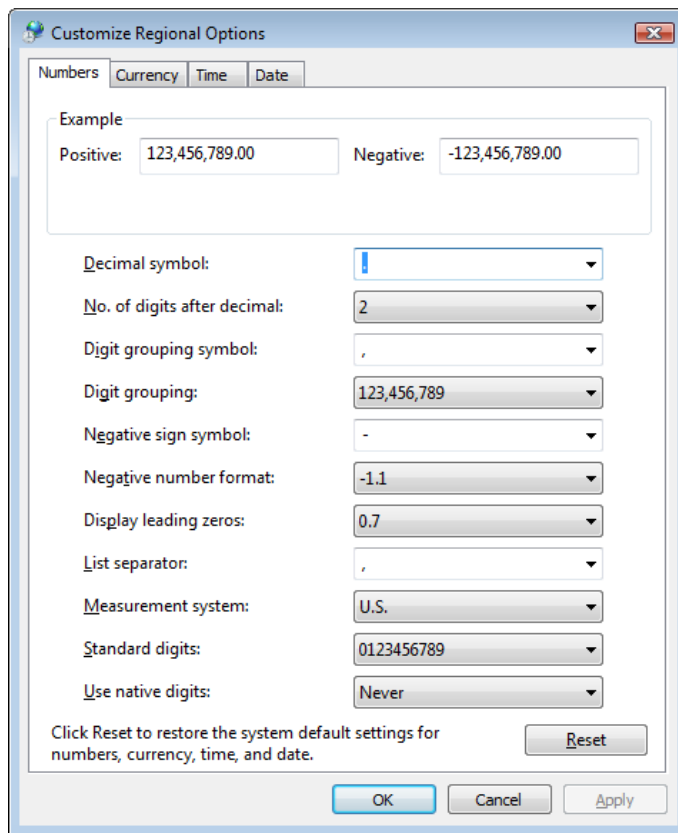 Customize Regional Options
Numbers Currency Time Date
Example
Positive: 123,456,789.00 Negative: -123,456,789.00
Decimal symbol: .
No. of digits after decimal: 2
Digit grouping symbol: ,
Digit grouping: 123,456,789
Negative sign symbol: -
Negative number format: -1.1
Display leading zeros: 0.7
List separator: ,
Measurement system: U.S.
Standard digits: 0123456789
Use native digits: Never
Click Reset to restore the system default settings for
numbers, currency, time, and date.
Reset
OK Cancel Apply